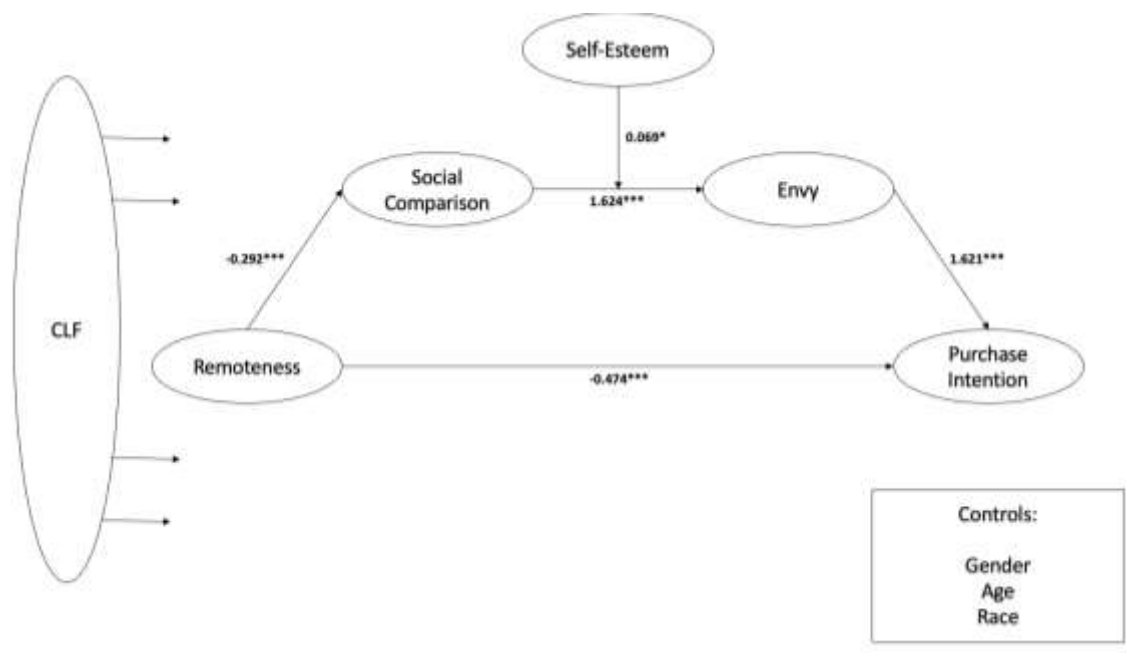 Self-Esteem
0.069*
Social
Comparison
1.624***
Envy
-0.292***
1.621***
CLF
Remoteness
-0.474***
Purchase
Intention
Controls:
Gender
Age
Race